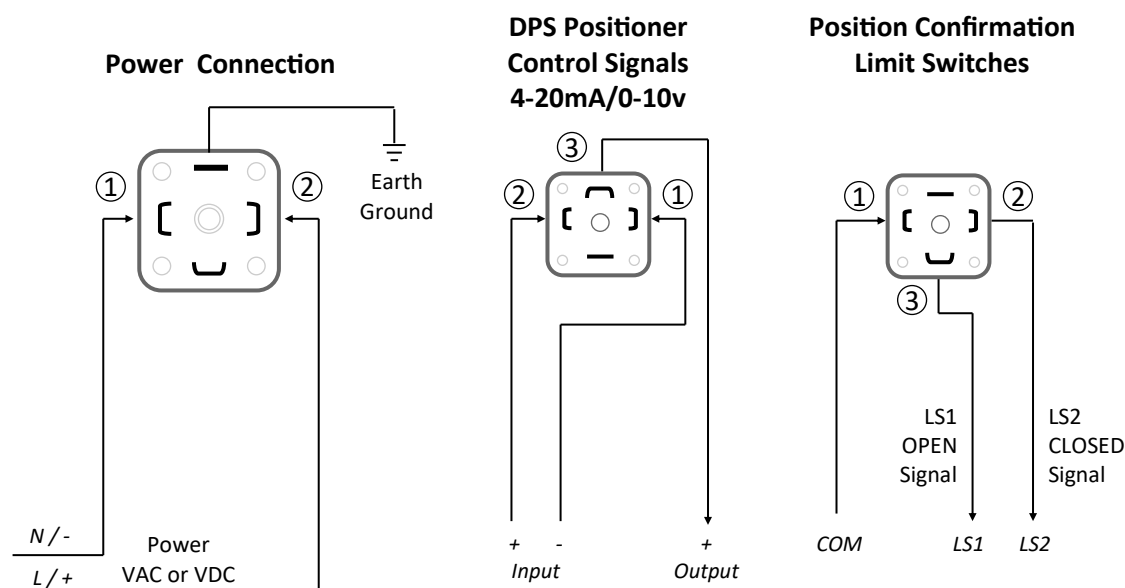 Power Connection
①
②
Earth
Ground
N / -
L / +
Power
VAC or VDC
DPS Positioner
Control Signals
4-20mA/0-10v
③
②
①
+
-
Input
+
Output
Position Confirmation
Limit Switches
①
②
③
LS1
OPEN
Signal
LS2
CLOSED
Signal
COM
LS1
LS2